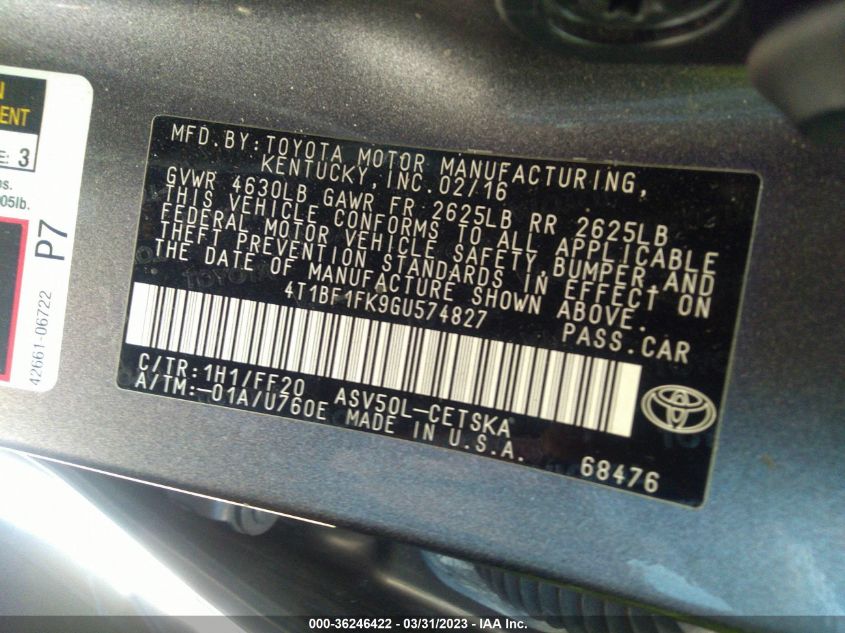 N
ENT
E: 3
os.
005lb.
P7
42661-06722
MFD.BY:TOYOTA MOTOR MANUFACTURING,
KENTUCKY,INC.02/16
GVWR 4630LB GAWR FR 2625LB RR 2625LB
THIS VEHICLE CONFORMS TO ALL APPLICABLE
FEDERAL MOTOR VEHICLE SAFETY,BUMPER,AND
THEFT PREVENTION STANDARDS IN EFFECT ON
THE DATE OF MANUFACTURE SHOWN ABOVE.
4T1BF1FK9GU574827 PASS.CAR
C/TR:1H1/FF20 ASV50L-CETSKA
A/TM:-01A/U760E MADE IN U.S.A.
68476
000-36246422 — 03/31/2023 — IAA Inc.